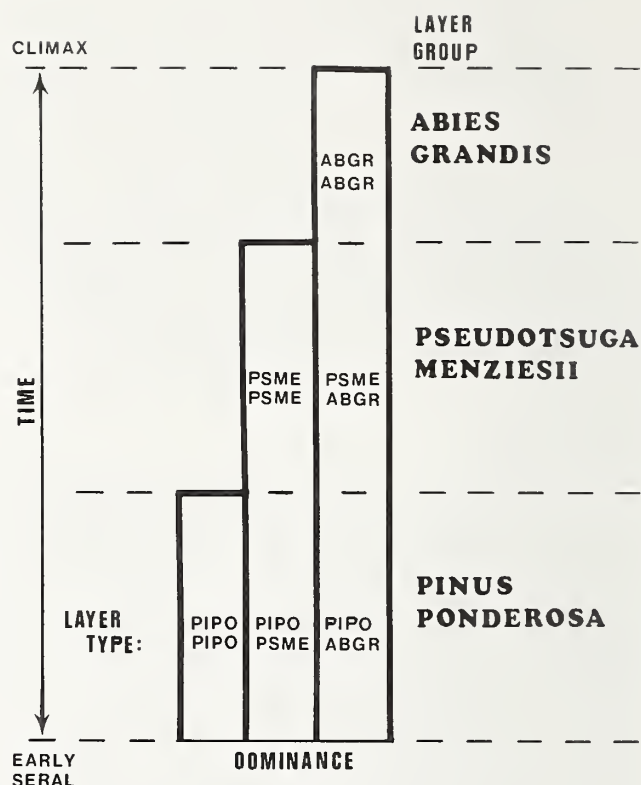 LAYER
GROUP
CLIMAX
ABIES
GRANDIS
ABGR
ABGR
PSEUDOTSUGA
MENZIESII
PSME
PSME
PSME
ABGR
TIME
PINUS
PONDEROSA
LAYER
TYPE:
PIPO
PIPO
PIPO
PSME
PIPO
ABGR
EARLY
SERAL
DOMINANCE